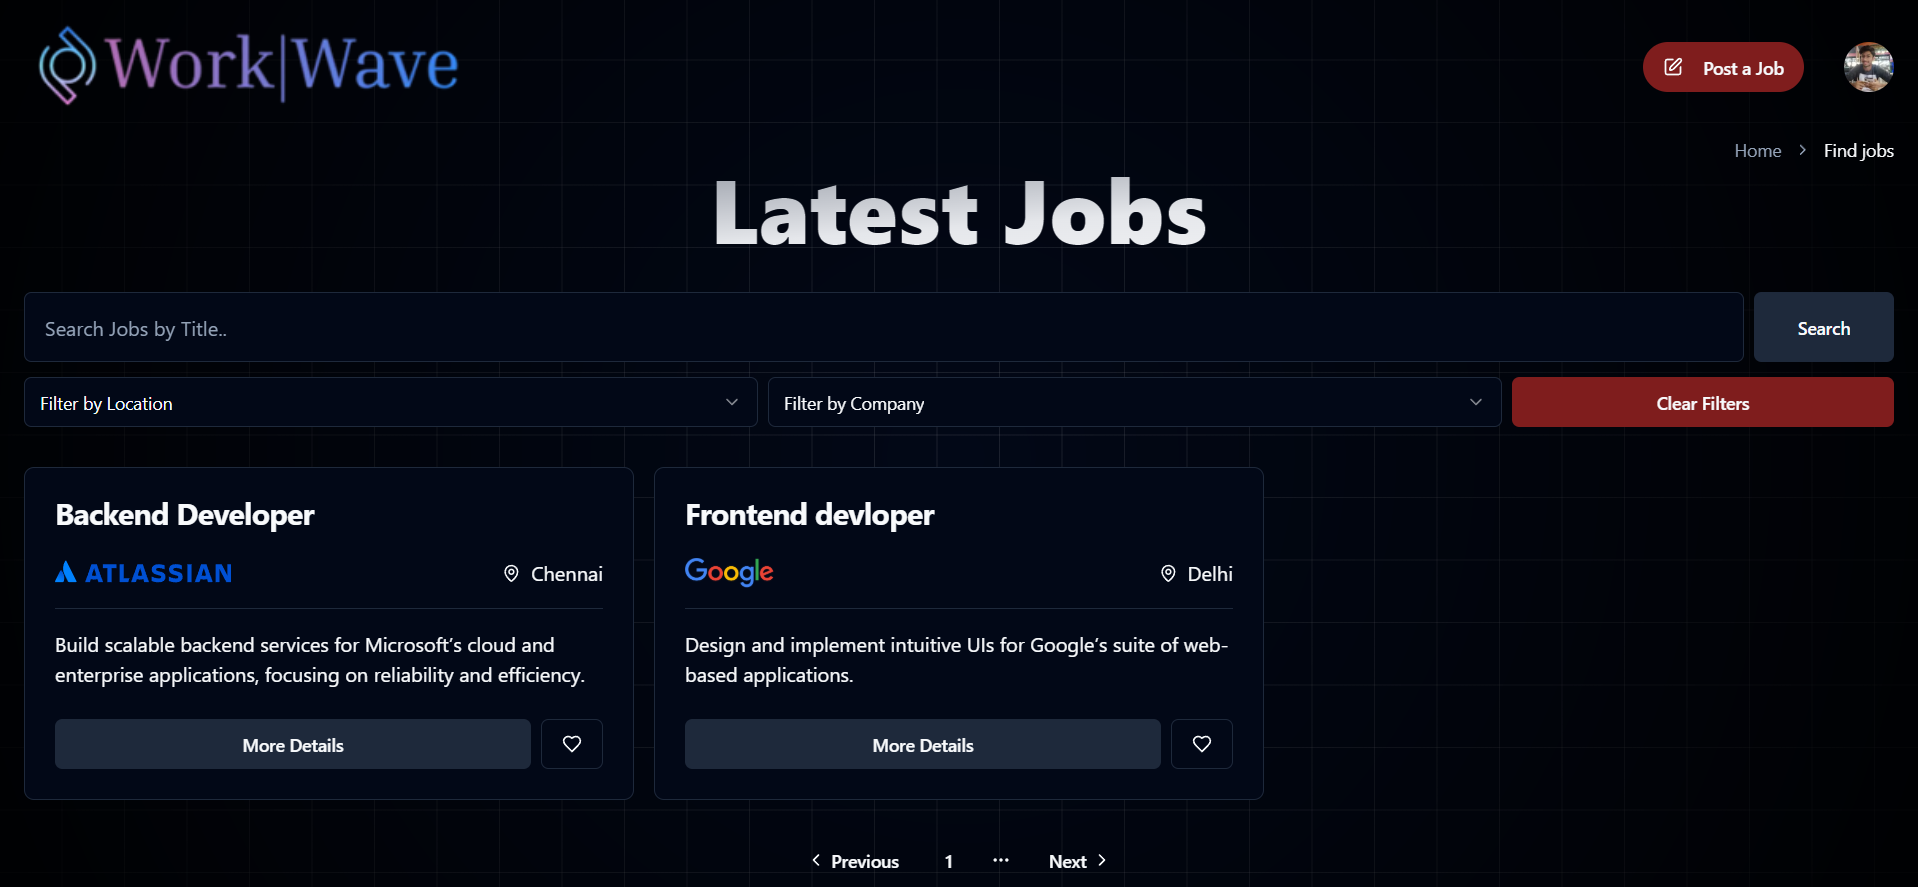 Work|Wave
Post a Job
Home > Find jobs
Latest Jobs
Search Jobs by Title..
Search
Filter by Location
Filter by Company
Clear Filters
Backend Developer
ATLASSIAN
Chennai
Build scalable backend services for Microsoft’s cloud and
enterprise applications, focusing on reliability and efficiency.
More Details
Frontend devloper
Google
Delhi
Design and implement intuitive UIs for Google’s suite of web-
based applications.
More Details
Previous 1 ... Next